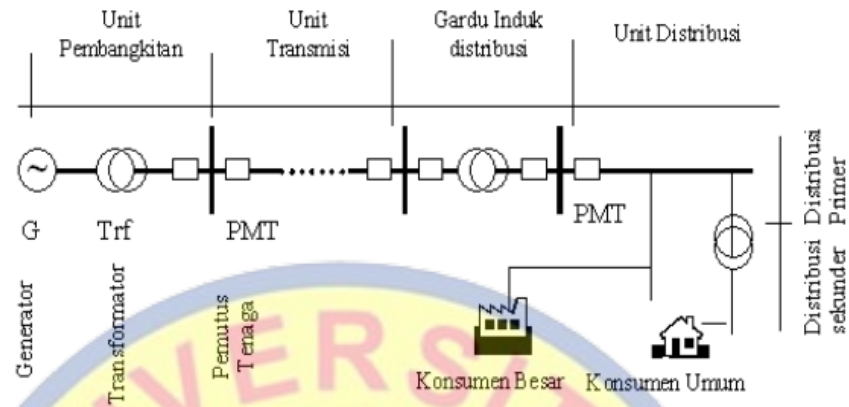 Unit
Pembangkitan
Unit
Transmisi
Gardu Induk
distribusi
Unit Distribusi
~
G
Trf
PMT
PMT
Generator
Transformator
Pemutus
Tenaga
Distribusi
Primer
Distribusi
sekunder
Konsumen Besar
Konsumen Umum
VERSIT